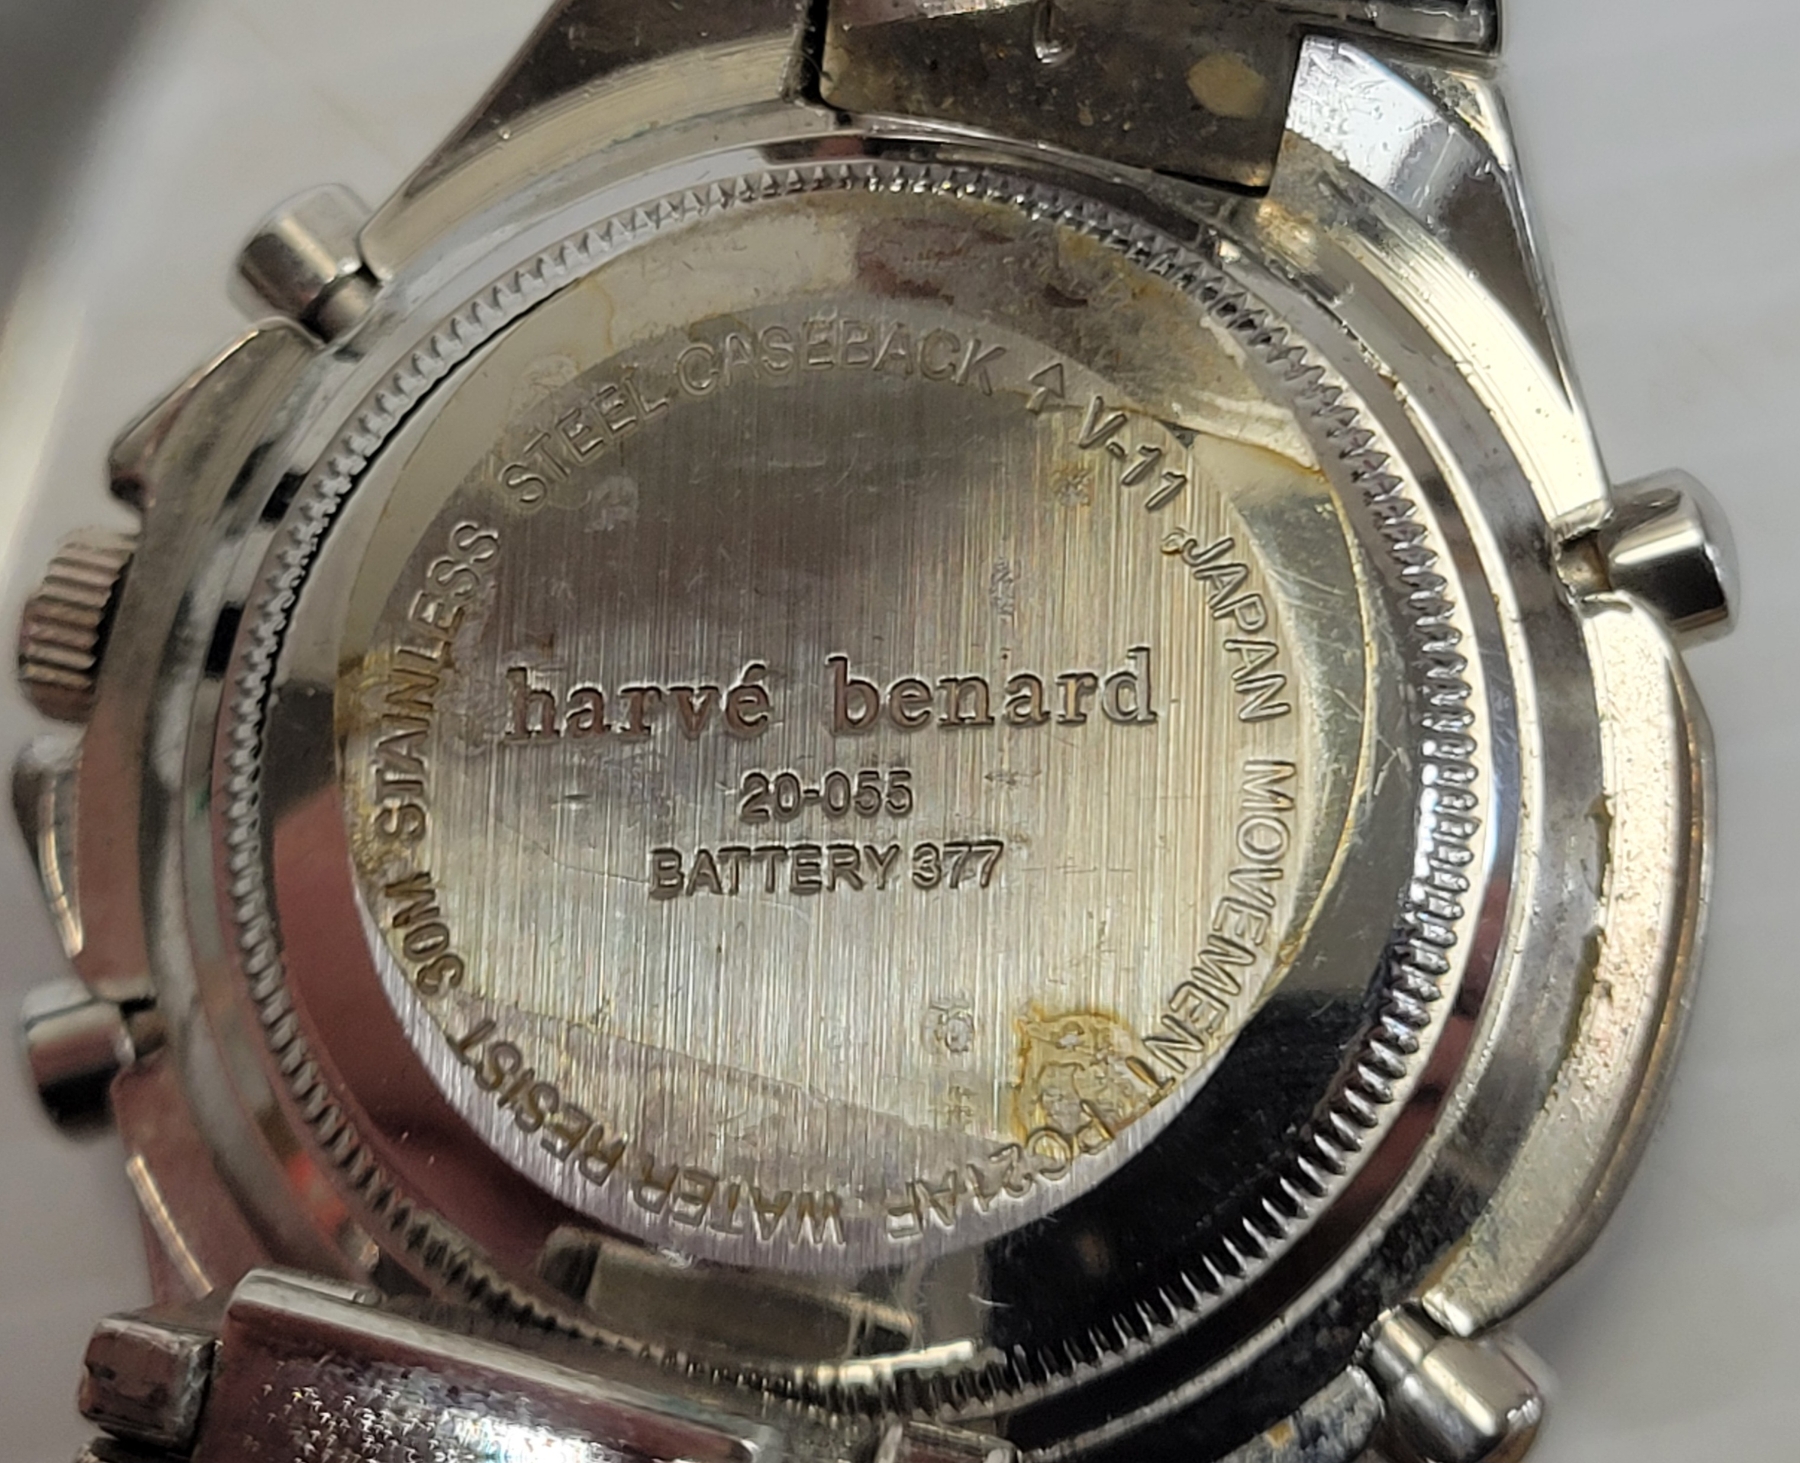 harvé benard
20-055
BATTERY 377
WATER RESIST 30M STAINLESS STEEL CASEBACK V-11 JAPAN MOVEMENT PC21AF